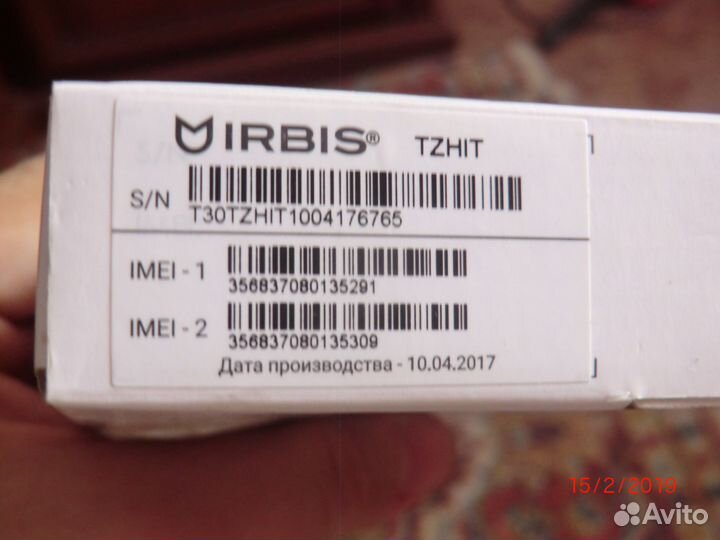 IRBIS® TZHIT
S/N
T30TZHIT1004176765
IMEI - 1
356837080135291
IMEI - 2
356837080135309
Дата производства - 10.04.2017
15/2/2019
Avito